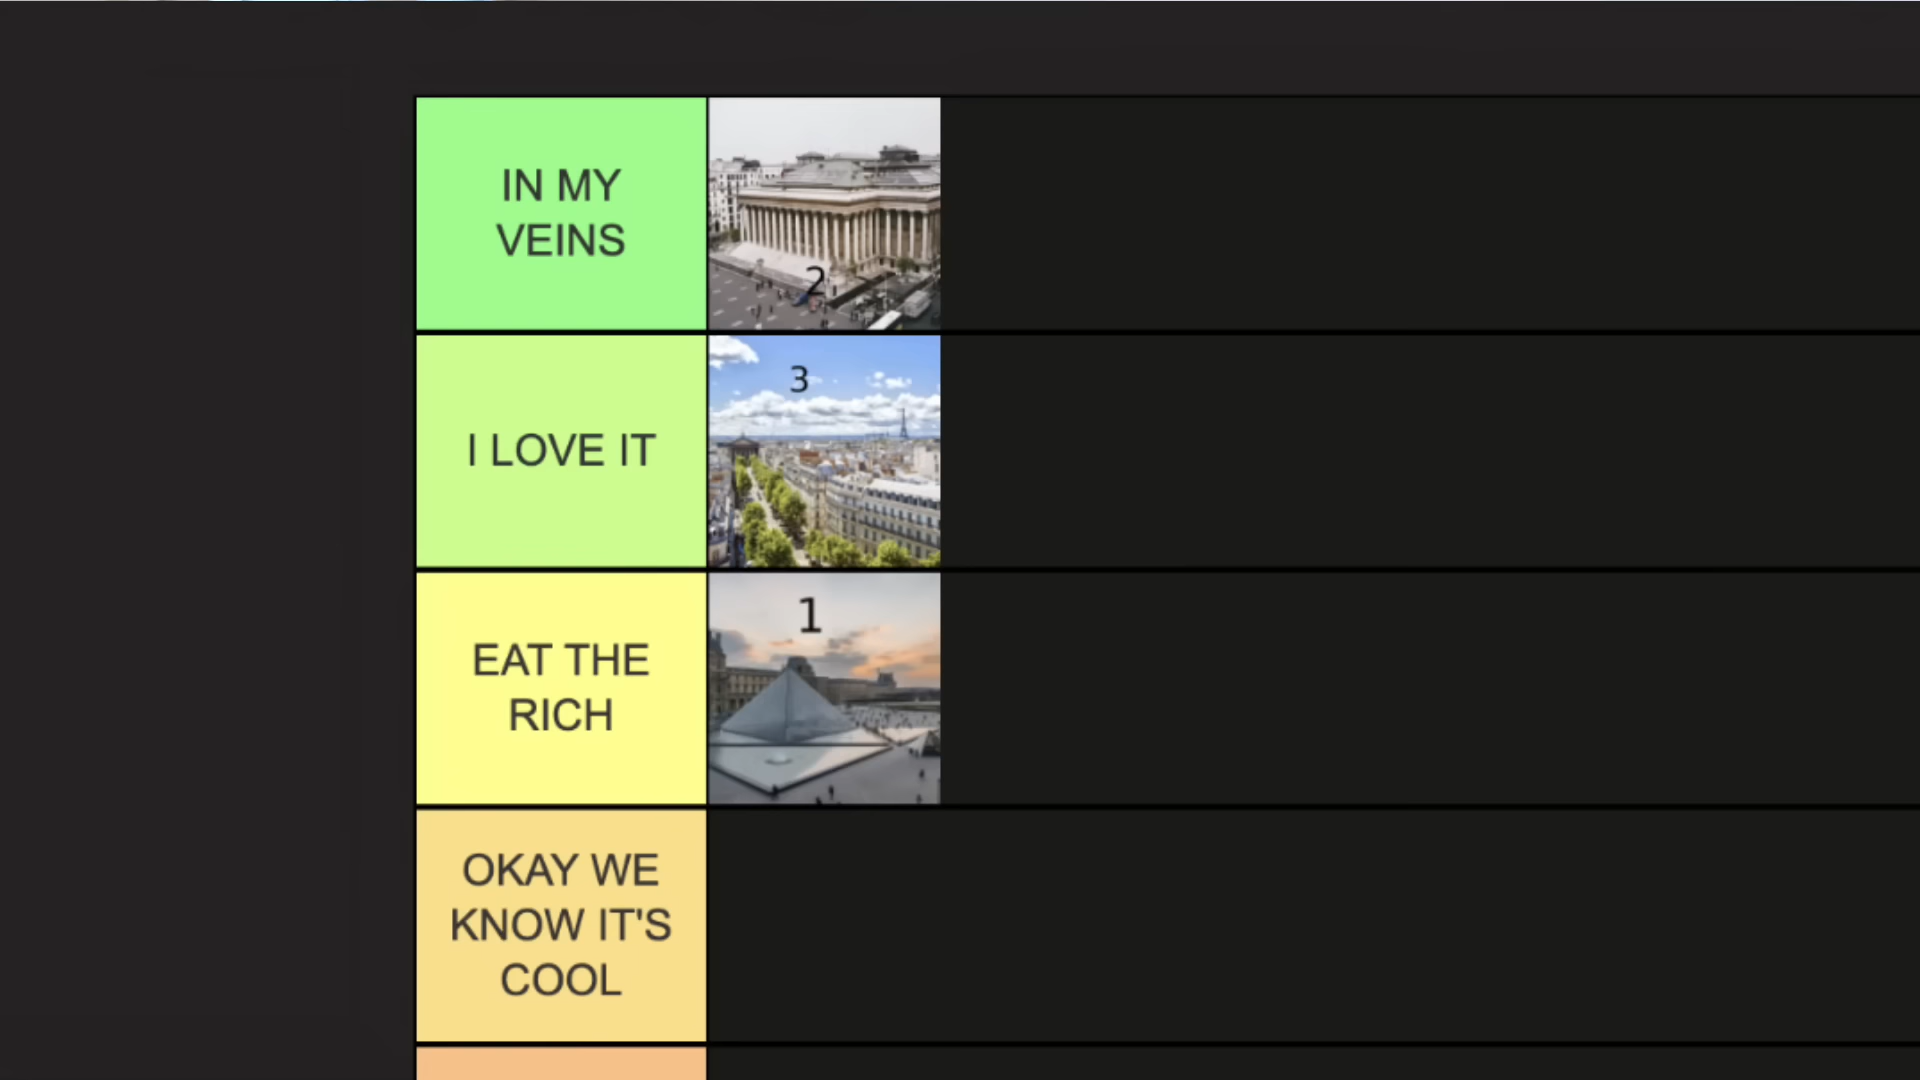 IN MY
VEINS
2
I LOVE IT
3
EAT THE
RICH
1
OKAY WE
KNOW IT'S
COOL